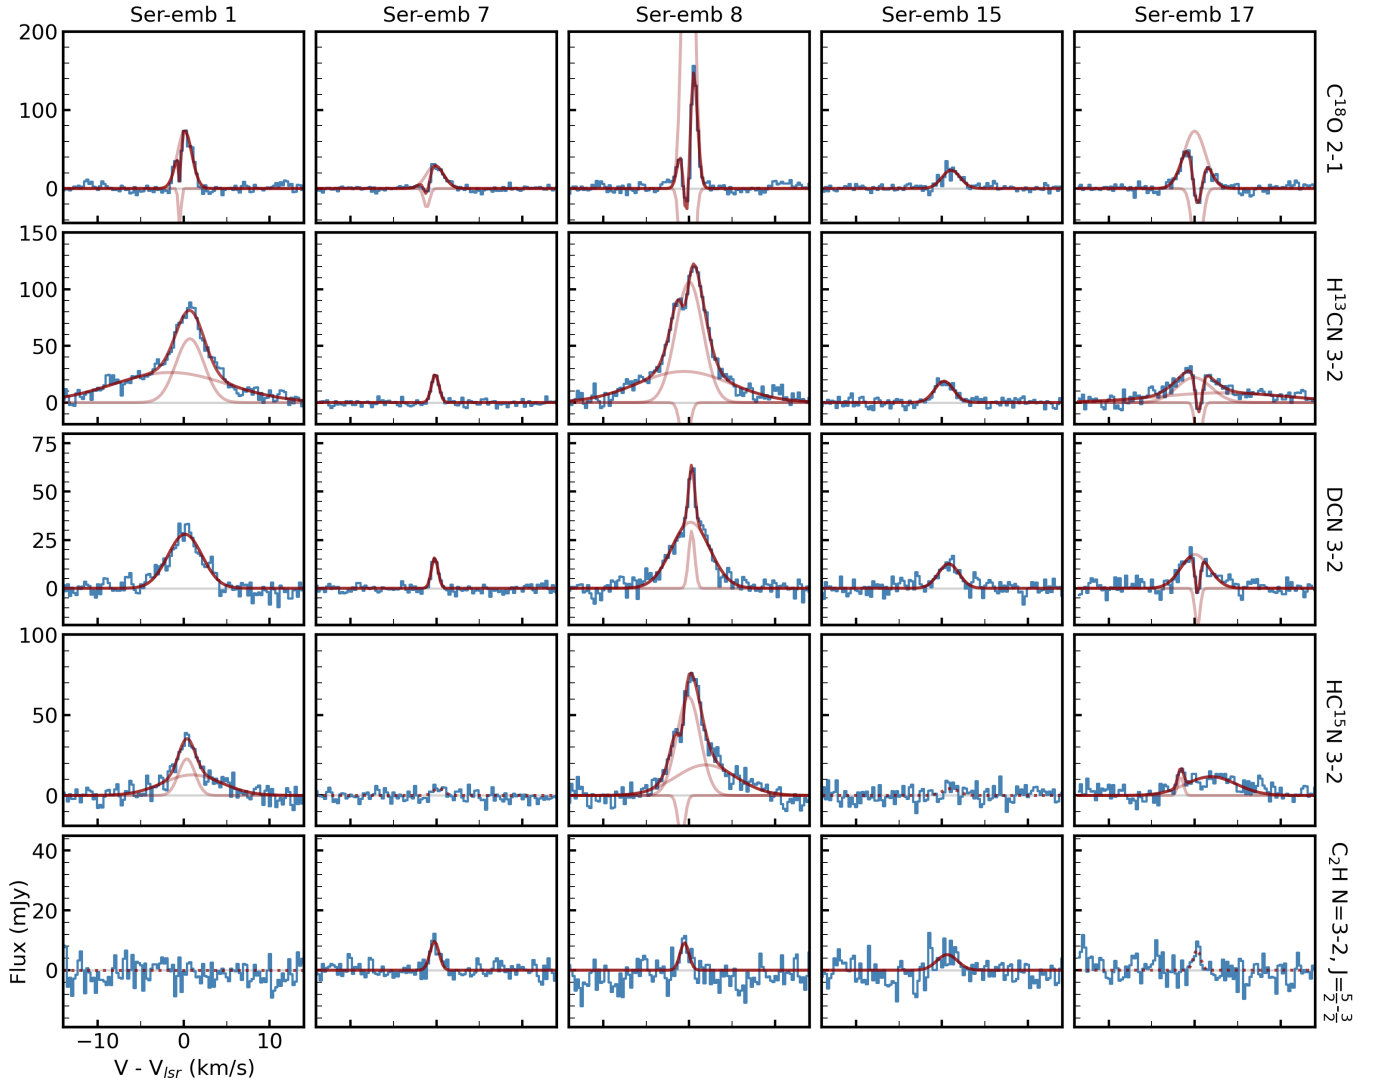 Ser-emb 1 Ser-emb 7 Ser-emb 8 Ser-emb 15 Ser-emb 17
200
100
0
C¹⁸O 2-1
150
100
50
0
H¹³CN 3-2
75
50
25
0
DCN 3-2
100
50
0
HC¹⁵N 3-2
40
20
0
C₂H N=3-2, J=5/2-3/2
Flux (mJy)
−10 0 10
V - Vlsr (km/s)